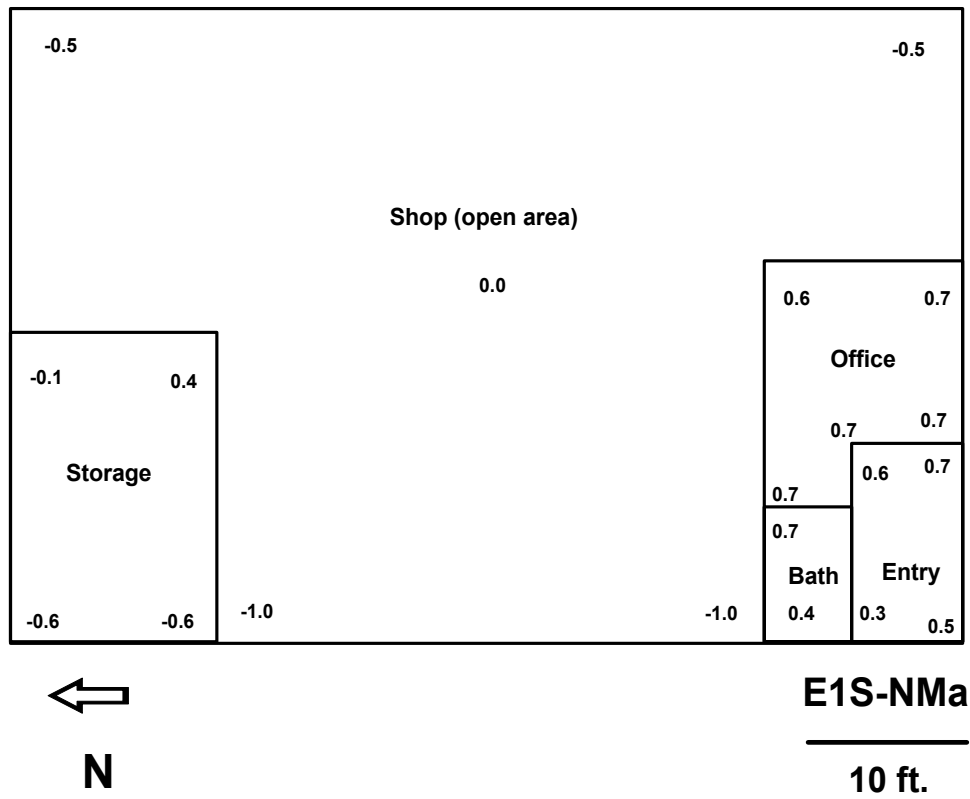 -0.5 -0.5
Shop (open area)
0.0
0.6 0.7
Office
-0.1 0.4
0.7 0.7
Storage
0.6 0.7
0.7
0.7
Bath Entry
-0.6 -0.6 -1.0 -1.0 0.4 0.3 0.5
E1S-NMa
N
10 ft.